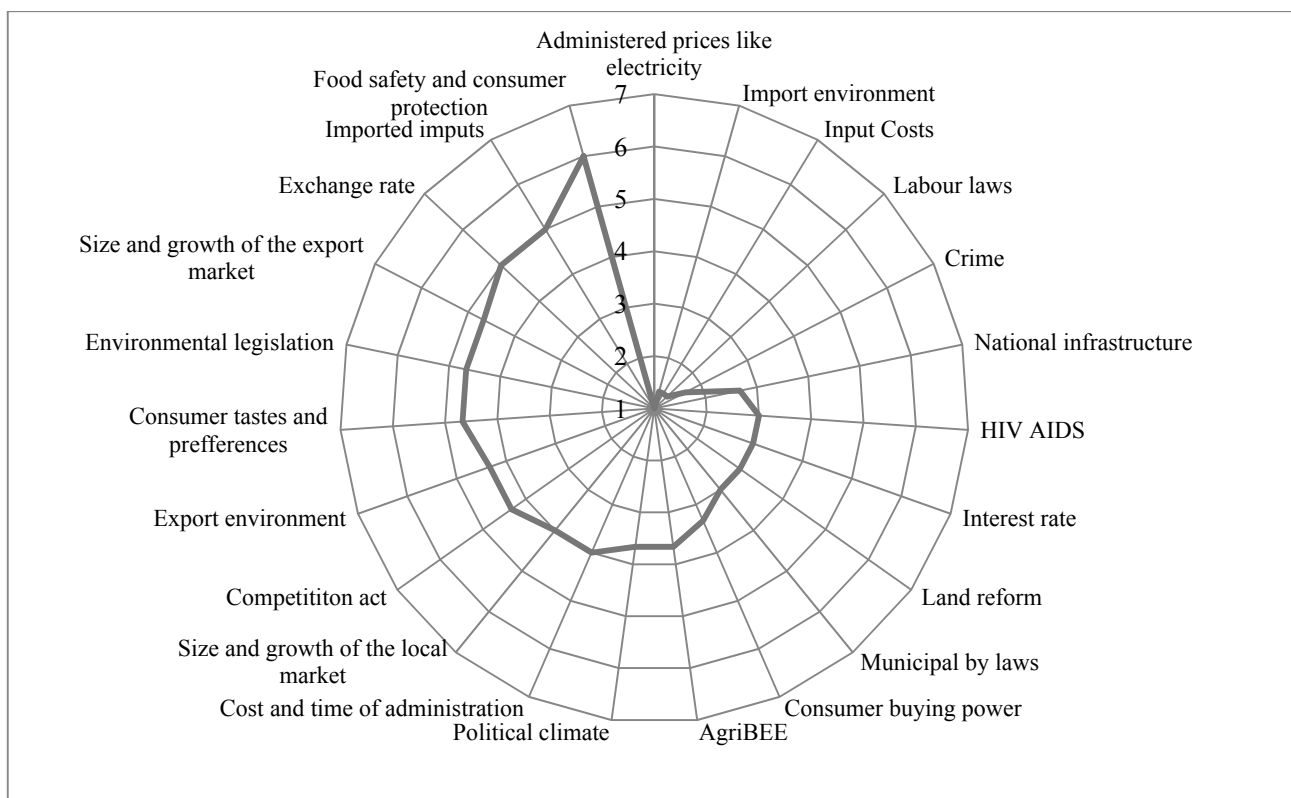 Administered prices like
electricity
Import environment
Input Costs
Labour laws
Crime
National infrastructure
HIV AIDS
Interest rate
Land reform
Municipal by laws
Consumer buying power
AgriBEE
Political climate
Cost and time of administration
Size and growth of the local
market
Competititon act
Export environment
Consumer tastes and
prefferences
Environmental legislation
Size and growth of the export
market
Exchange rate
Imported imputs
Food safety and consumer
protection
7
6
5
4
3
2
1